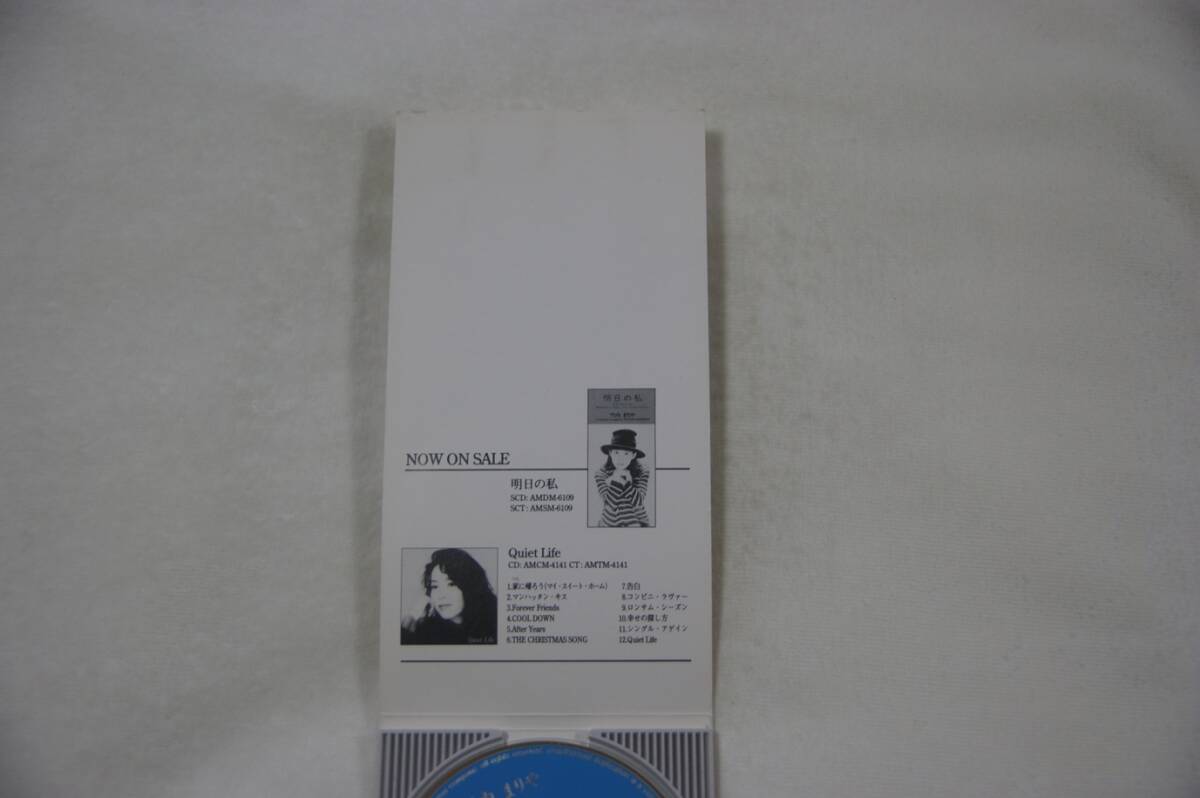 明日の私
NOW ON SALE
明日の私
SCD: AMDM-6109
SCT: AMSM-6109
Quiet Life
CD: AMCM-4141 CT: AMTM-4141
1.家に帰ろう(マイ・スイート・ホーム)
2.マンハッタン・キス
3.Forever Friends
4.COOL DOWN
5.After Years
6.THE CHRISTMAS SONG
7.告白
8.コンビニ・ラヴァー
9.ロンサム・シーズン
10.幸せの探し方
11.シングル・アゲイン
12.Quiet Life
Quiet Life
まりや